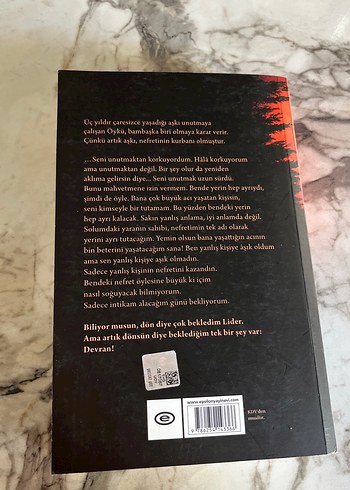 Üç yıldır çaresizce yaşadığı aşkı unutmaya
çalışan Öykü, bambaşka biri olmaya karar verir.
Çünkü artık aşkı, nefretinin kurbanı olmuştur.
…Seni unutmaktan korkuyordum. Hâlâ korkuyorum
ama unutmaktan değil. Bir şey olur da yeniden
aklıma gelirsin diye... Seni unutmak uzun sürdü.
Bunu mahvetmene izin vermem. Bende yerin hep ayrıydı,
şimdi de öyle. Bana çok büyük acı yaşatan kişisin,
seni kimseyle bir tutamam. Bu yüzden bendeki yerin
hep ayrı kalacak. Sakın yanlış anlama, iyi anlamda değil.
Solumdaki yaranın sahibi, nefretimin tek adı olarak
yerini ayrı tutacağım. Yemin olsun bana yaşattığın acının
bin beterini yaşatacağım sana! Ben yanlış kişiye âşık oldum
ama sen yanlış kişiye âşık olmadın.
Sadece yanlış kişinin nefretini kazandın.
Bendeki nefret öylesine büyük ki içim
nasıl soğuyacak bilmiyorum.
Sadece intikam alacağım günü bekliyorum.
Biliyor musun, dön diye çok bekledim Lider.
Ama artık dönsün diye beklediğim tek bir şey var:
Devran!
www.epsilonyayinevi.com
e
KDV'den
muaftır